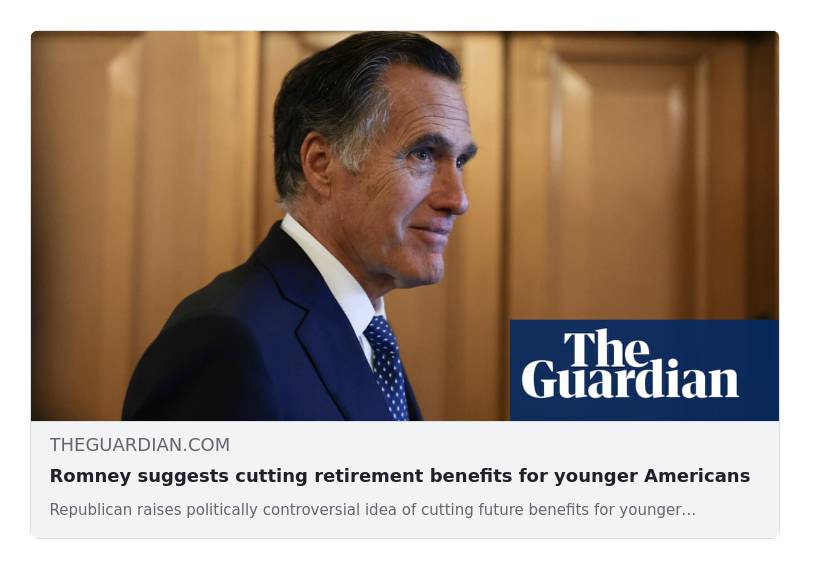 The
Guardian
THEGUARDIAN.COM
Romney suggests cutting retirement benefits for younger Americans
Republican raises politically controversial idea of cutting future benefits for younger…